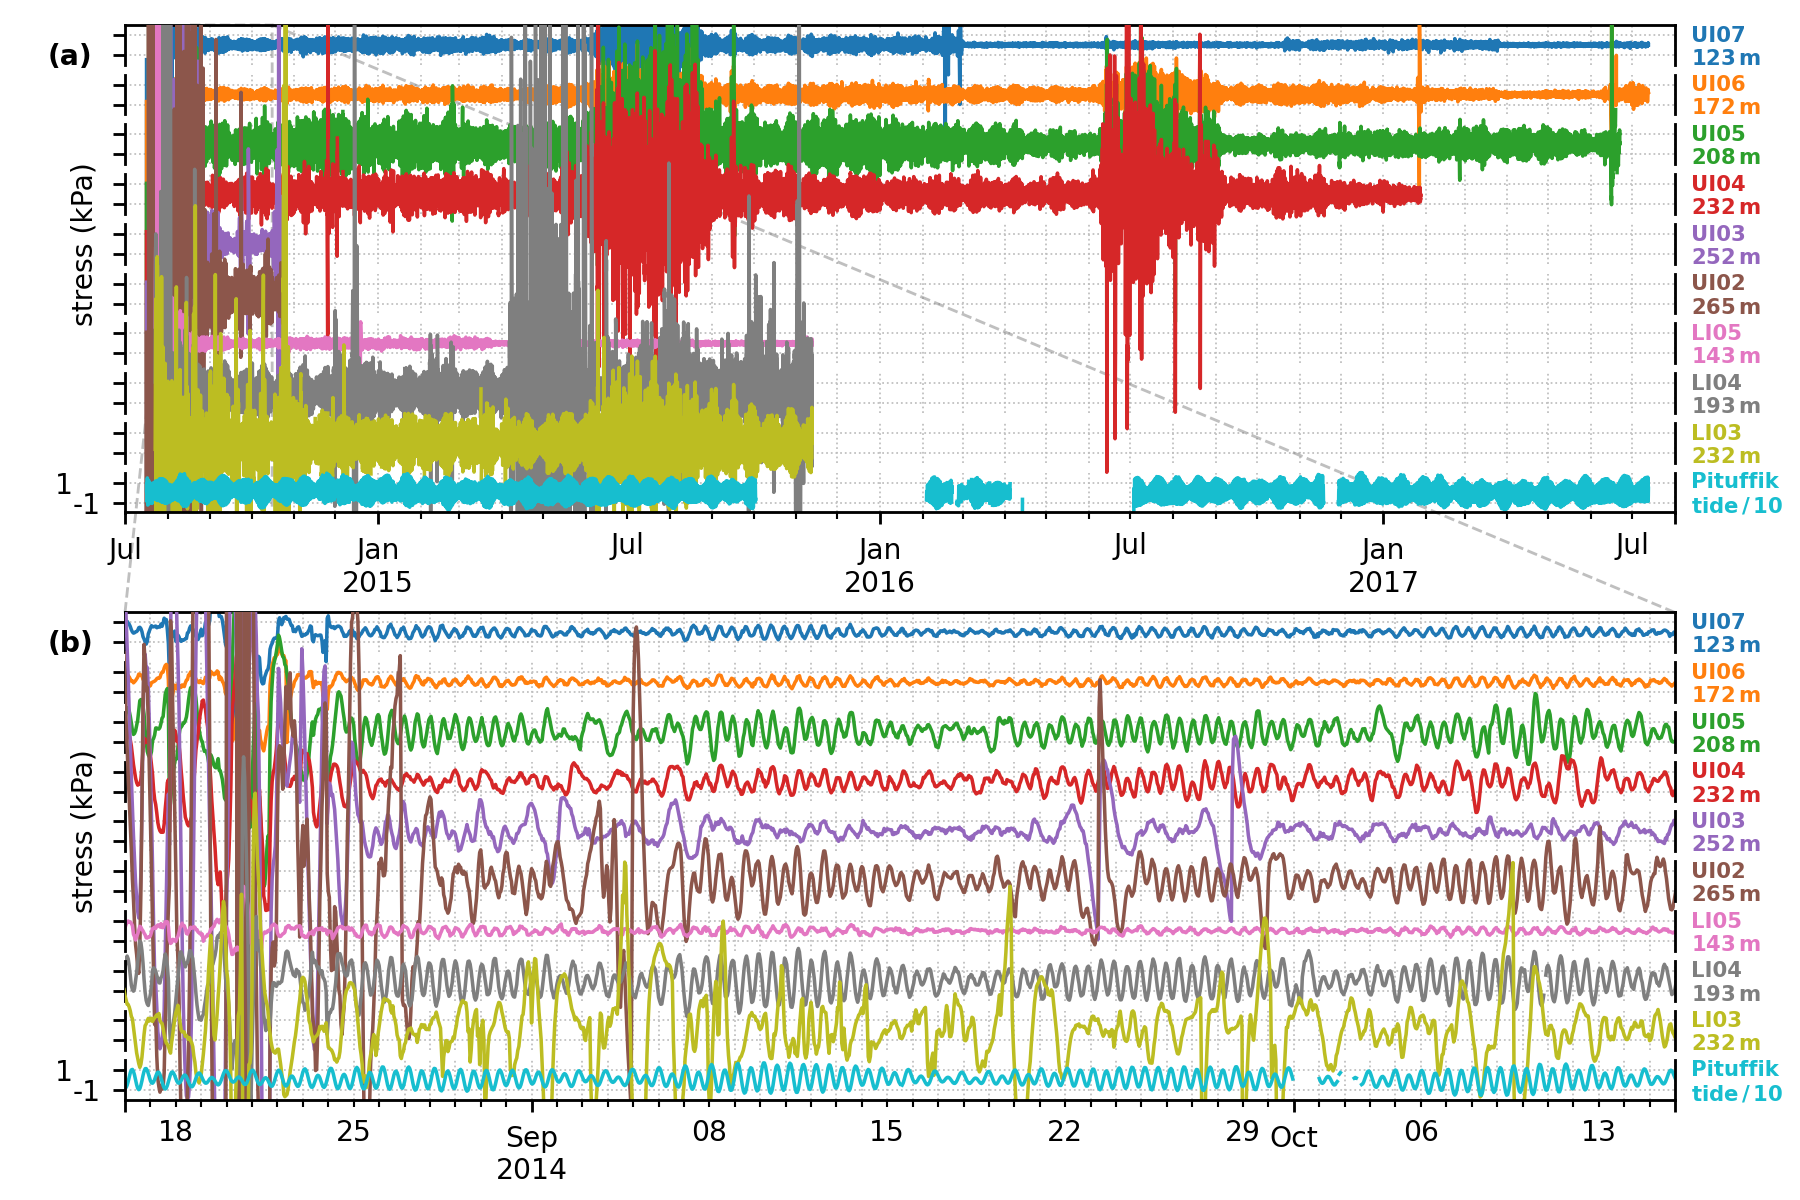 (a)
stress (kPa)
1
-1
UI07
123 m
UI06
172 m
UI05
208 m
UI04
232 m
UI03
252 m
UI02
265 m
LI05
143 m
LI04
193 m
LI03
232 m
Pituffik
tide / 10
Jul
Jan
2015
Jul
Jan
2016
Jul
Jan
2017
Jul
(b)
stress (kPa)
1
-1
UI07
123 m
UI06
172 m
UI05
208 m
UI04
232 m
UI03
252 m
UI02
265 m
LI05
143 m
LI04
193 m
LI03
232 m
Pituffik
tide / 10
18
25
Sep
2014
08
15
22
29
Oct
06
13